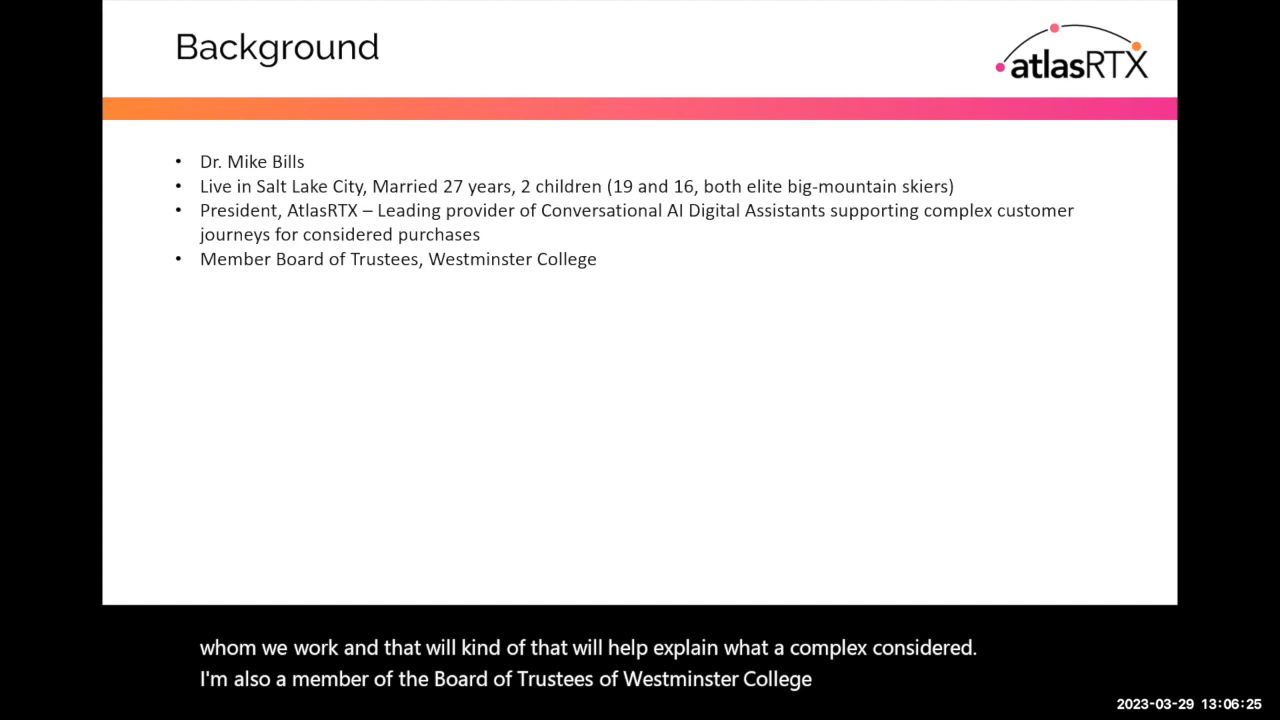 Background
atlasRTX
• Dr. Mike Bills
• Live in Salt Lake City, Married 27 years, 2 children (19 and 16, both elite big-mountain skiers)
• President, AtlasRTX – Leading provider of Conversational AI Digital Assistants supporting complex customer
journeys for considered purchases
• Member Board of Trustees, Westminster College
whom we work and that will kind of that will help explain what a complex considered.
I'm also a member of the Board of Trustees of Westminster College
2023-03-29 13:06:25